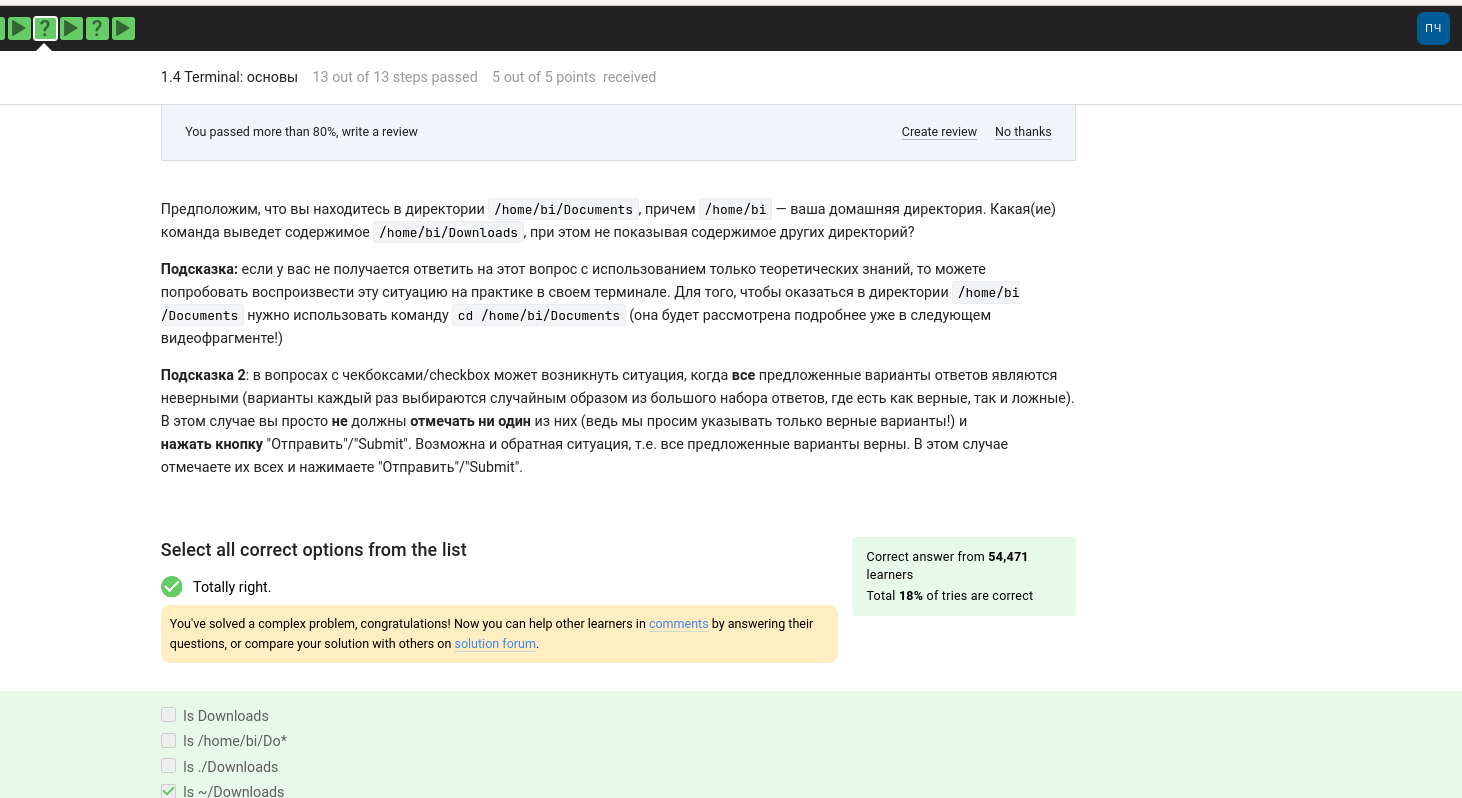 ? ?
ПЧ
1.4 Terminal: основы 13 out of 13 steps passed 5 out of 5 points received
You passed more than 80%, write a review Create review No thanks
Предположим, что вы находитесь в директории /home/bi/Documents, причем /home/bi — ваша домашняя директория. Какая(ие)
команда выведет содержимое /home/bi/Downloads, при этом не показывая содержимое других директорий?
Подсказка: если у вас не получается ответить на этот вопрос с использованием только теоретических знаний, то можете
попробовать воспроизвести эту ситуацию на практике в своем терминале. Для того, чтобы оказаться в директории /home/bi
/Documents нужно использовать команду cd /home/bi/Documents (она будет рассмотрена подробнее уже в следующем
видеофрагменте!)
Подсказка 2: в вопросах с чекбоксами/checkbox может возникнуть ситуация, когда все предложенные варианты ответов являются
неверными (варианты каждый раз выбираются случайным образом из большого набора ответов, где есть как верные, так и ложные).
В этом случае вы просто не должны отмечать ни один из них (ведь мы просим указывать только верные варианты!) и
нажать кнопку "Отправить"/"Submit". Возможна и обратная ситуация, т.е. все предложенные варианты верны. В этом случае
отмечаете их всех и нажимаете "Отправить"/"Submit".
Select all correct options from the list
Totally right.
You've solved a complex problem, congratulations! Now you can help other learners in comments by answering their
questions, or compare your solution with others on solution forum.
Correct answer from 54,471
learners
Total 18% of tries are correct
ls Downloads
ls /home/bi/Do*
ls ./Downloads
ls ~/Downloads